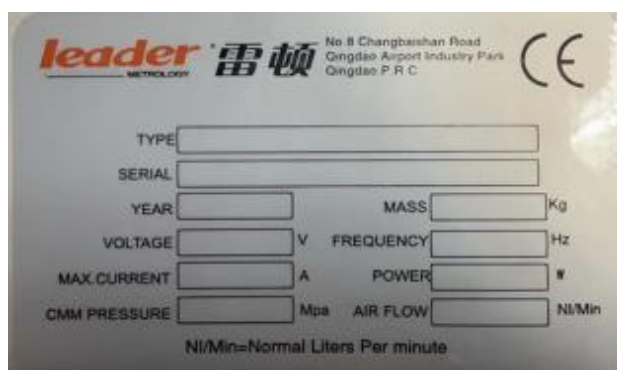 leader 雷顿
METROLOGY
No 8 Changbaishan Road
Qingdao Airport Industry Park
Qingdao P R C
CE
TYPE
SERIAL
YEAR MASS Kg
VOLTAGE V FREQUENCY Hz
MAX.CURRENT A POWER W
CMM PRESSURE Mpa AIR FLOW Nl/Min
Nl/Min=Normal Liters Per minute